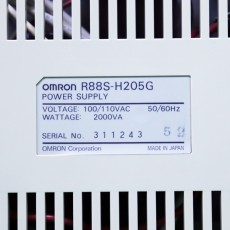 OMRON R88S-H205G
POWER SUPPLY
VOLTAGE: 100/110VAC 50/60Hz
WATTAGE: 2000VA
SERIAL No. 311243 52
OMRON Corporation MADE IN JAPAN